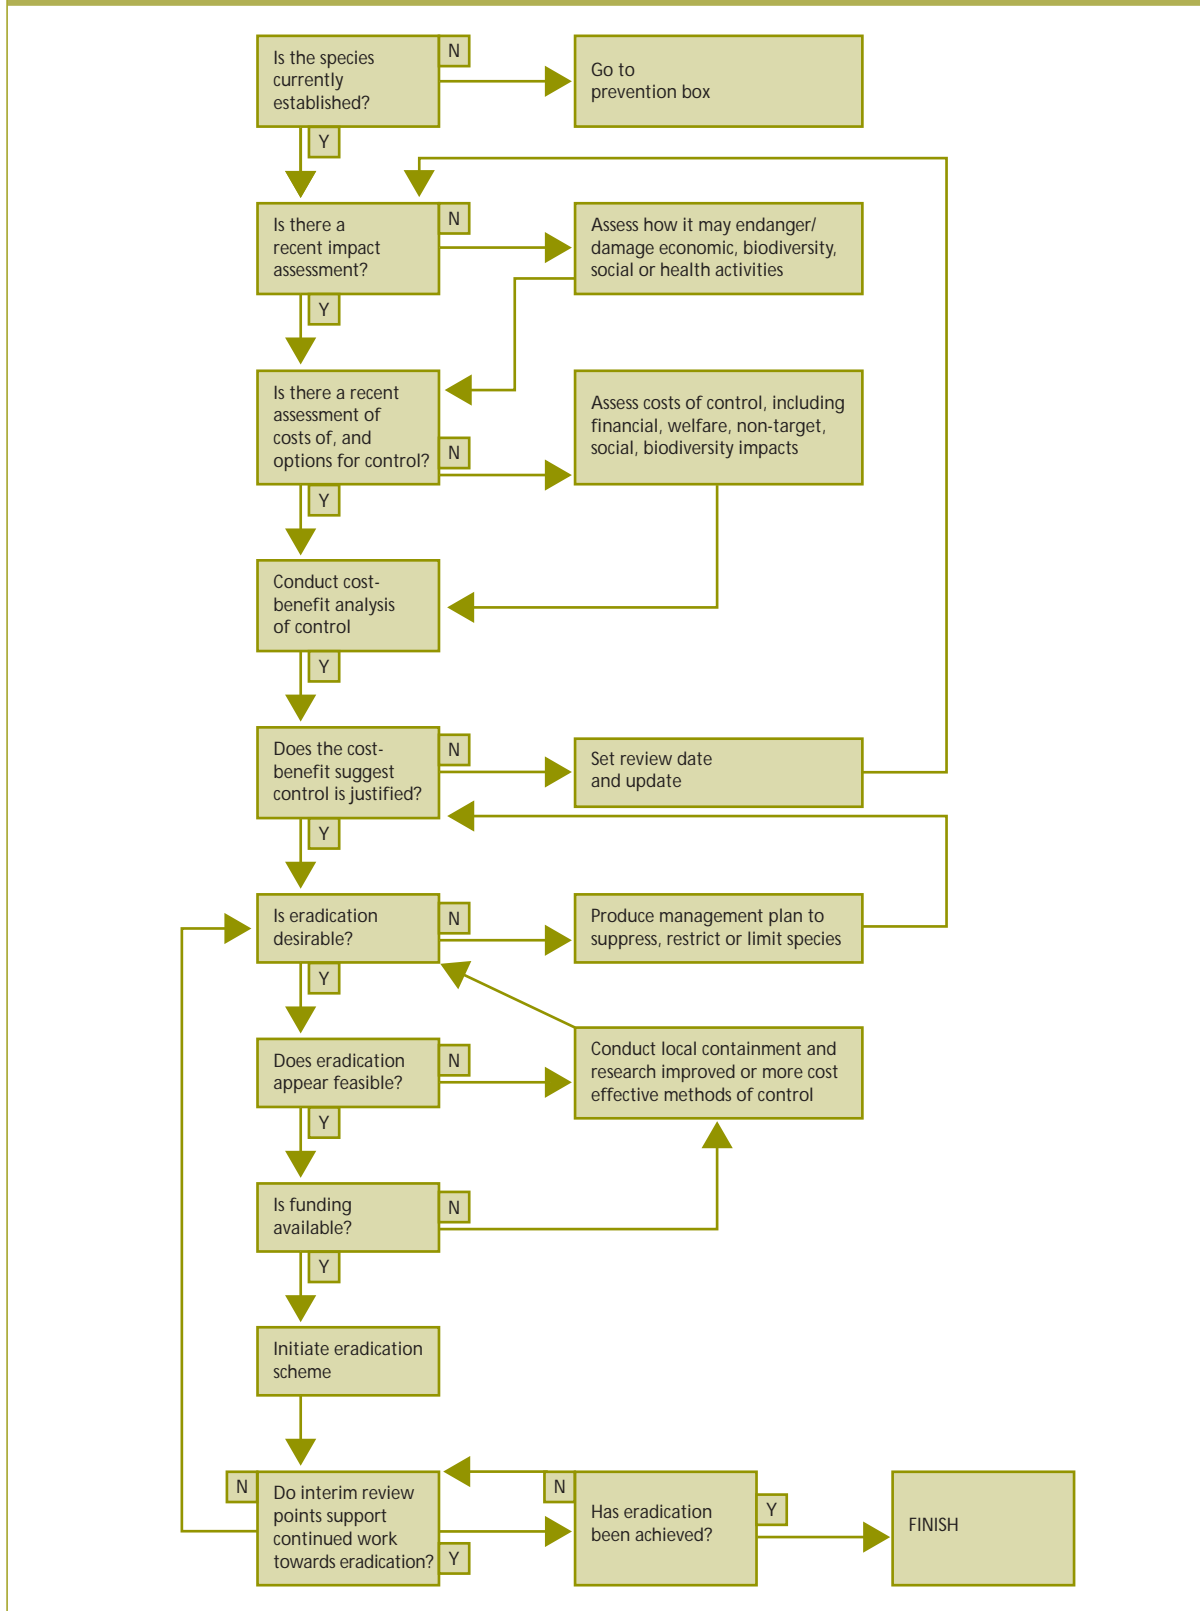 Is the species
currently
established?
N
Go to
prevention box
Y
Is there a
recent impact
assessment?
N
Assess how it may endanger/
damage economic, biodiversity,
social or health activities
Y
Is there a recent
assessment of
costs of, and
options for control?
N
Assess costs of control, including
financial, welfare, non-target,
social, biodiversity impacts
Y
Conduct cost-
benefit analysis
of control
Y
Does the cost-
benefit suggest
control is justified?
N
Set review date
and update
Y
Is eradication
desirable?
N
Produce management plan to
suppress, restrict or limit species
Y
Does eradication
appear feasible?
N
Conduct local containment and
research improved or more cost
effective methods of control
Y
Is funding
available?
N
Y
Initiate eradication
scheme
N
Do interim review
points support
continued work
towards eradication?
Y
N
Has eradication
been achieved?
Y
FINISH